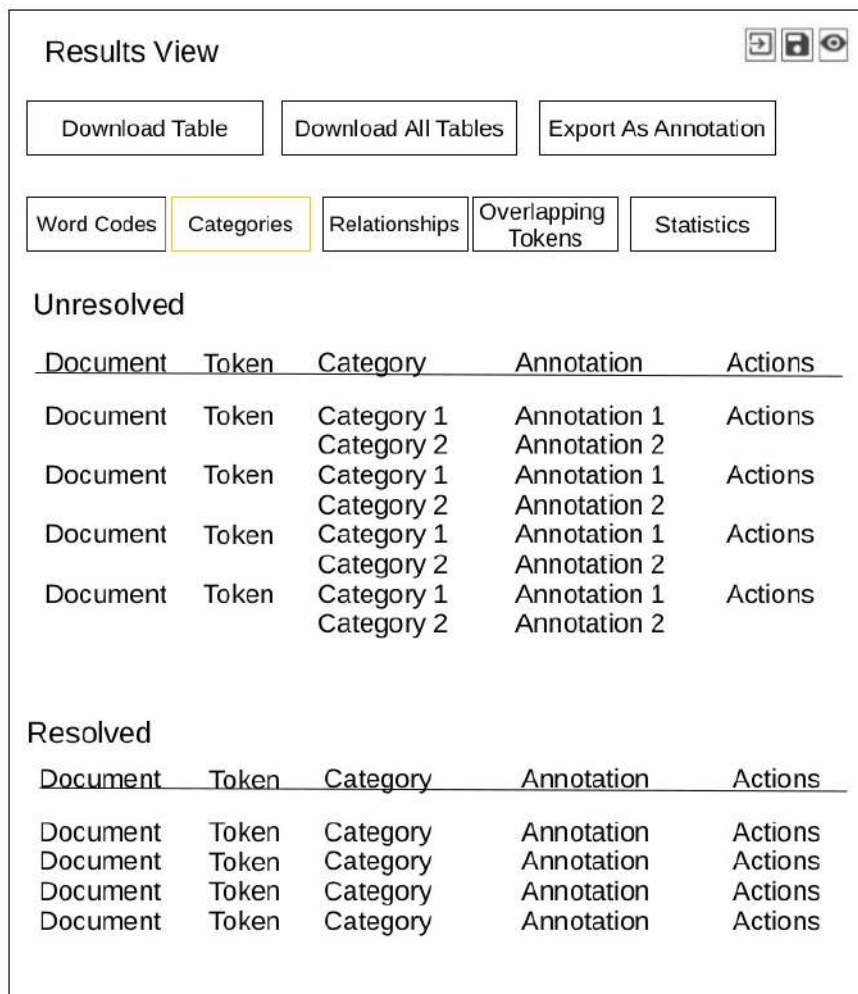 Results View
Download Table Download All Tables Export As Annotation
Word Codes Categories Relationships Overlapping Tokens Statistics
Unresolved
Document Token Category Annotation Actions
Document Token Category 1 Annotation 1 Actions
Category 2 Annotation 2
Document Token Category 1 Annotation 1 Actions
Category 2 Annotation 2
Document Token Category 1 Annotation 1 Actions
Category 2 Annotation 2
Document Token Category 1 Annotation 1 Actions
Category 2 Annotation 2
Resolved
Document Token Category Annotation Actions
Document Token Category Annotation Actions
Document Token Category Annotation Actions
Document Token Category Annotation Actions
Document Token Category Annotation Actions